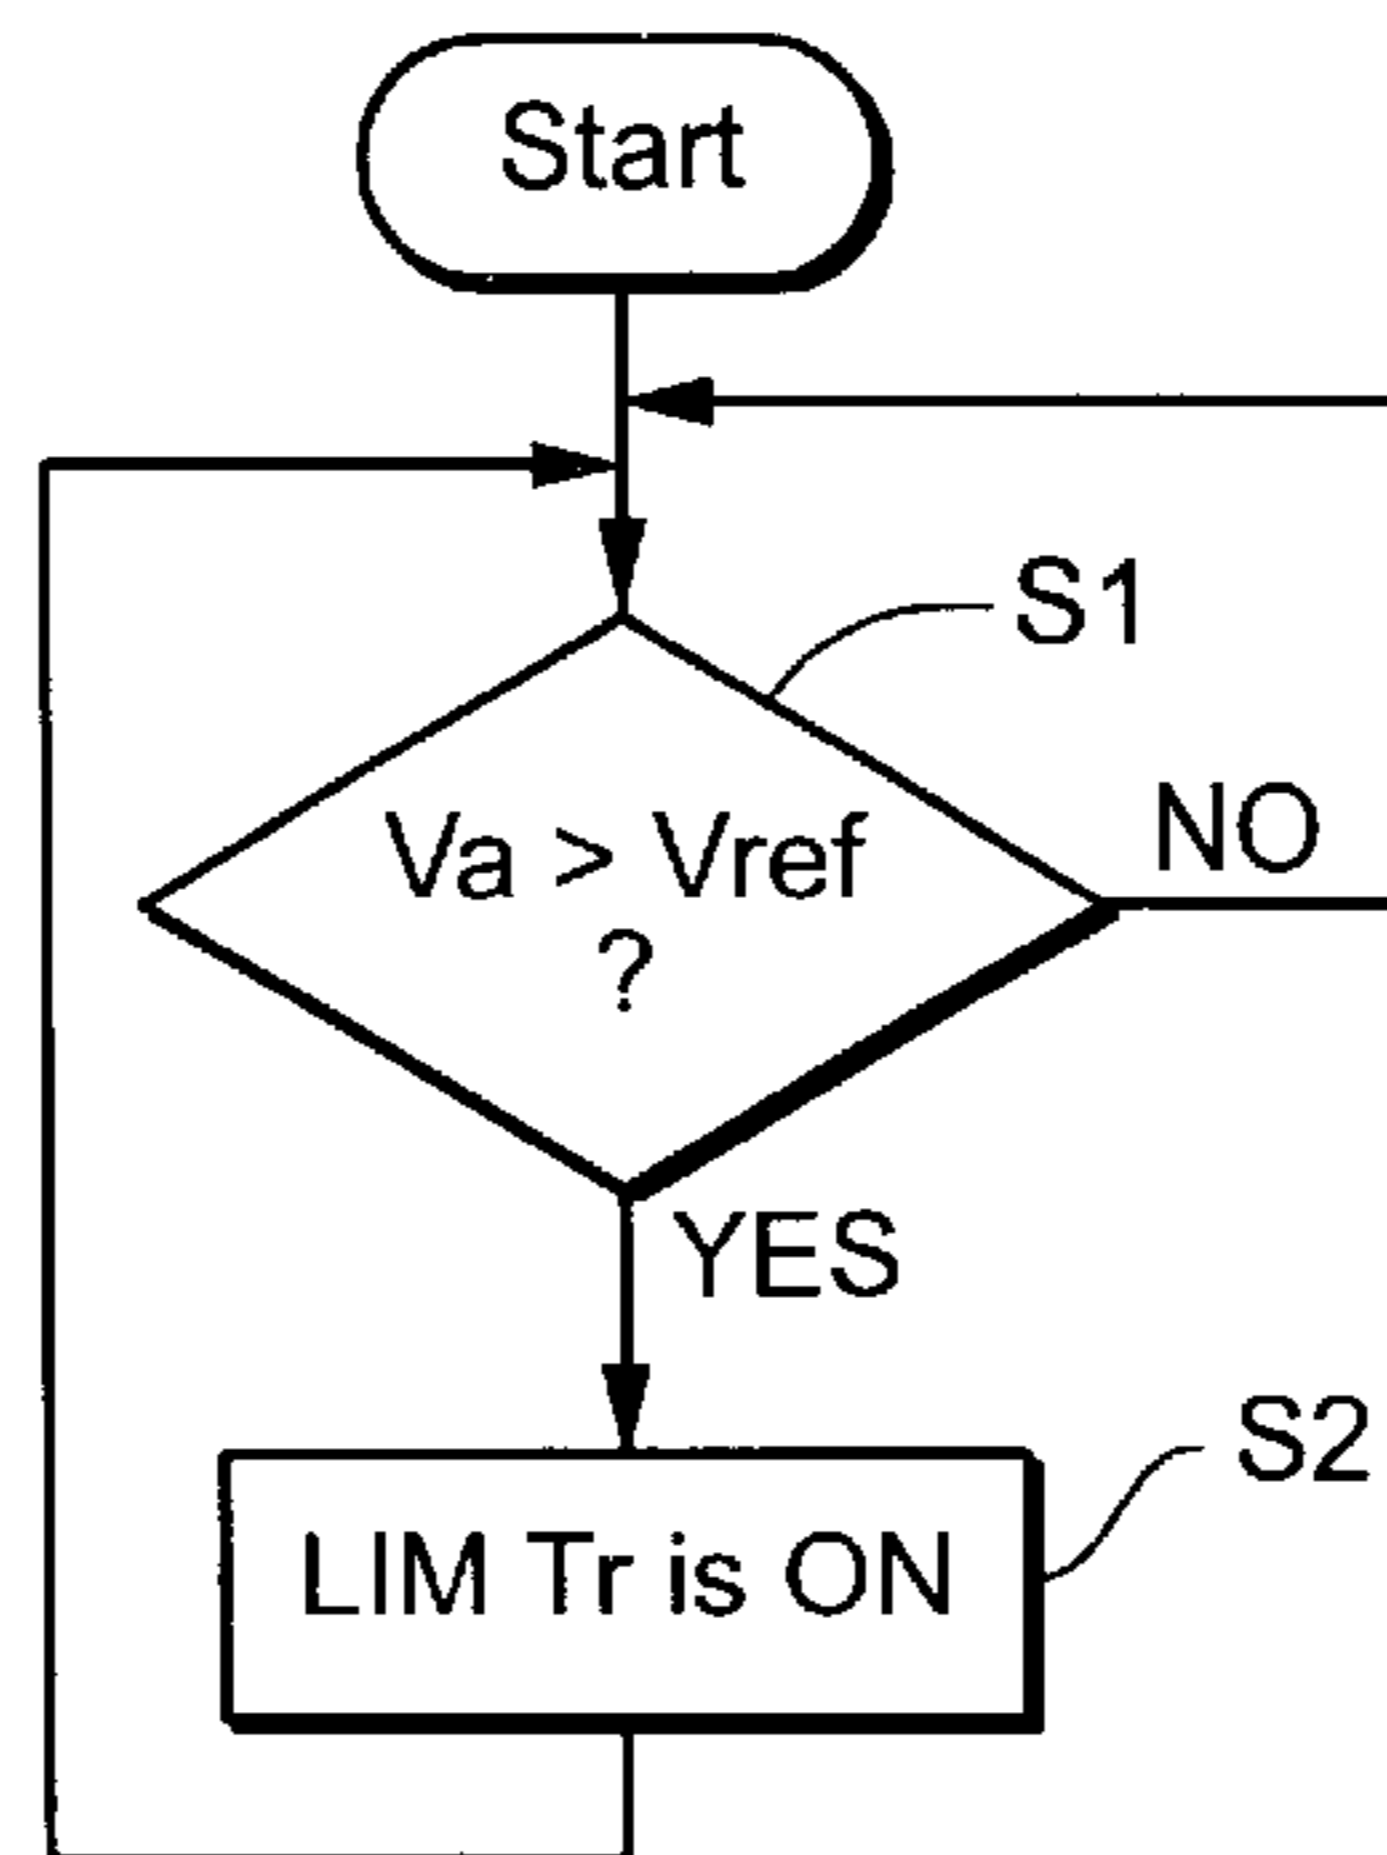 Start
S1
Va > Vref
?
NO
YES
S2
LIM Tr is ON